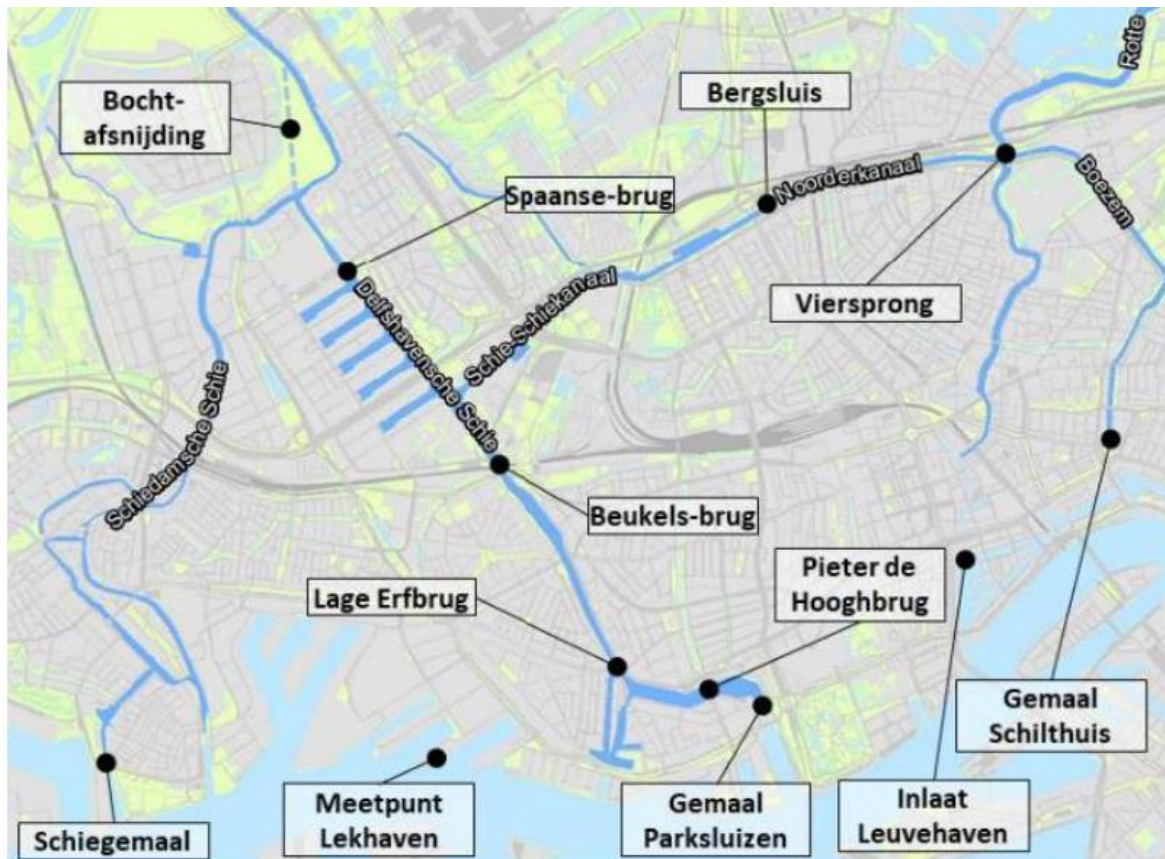 Rotte
Bocht-
afsnijding
Bergsluis
Noorderkanaal
Boezem
Spaanse-brug
Viersprong
Delfshavensche Schie
Schie-Schiekanaal
Schiedamsche Schie
Beukels-brug
Lage Erfbrug
Pieter de
Hooghbrug
Gemaal
Schilthuis
Schiegemaal
Meetpunt
Lekhaven
Gemaal
Parksluizen
Inlaat
Leuvehaven